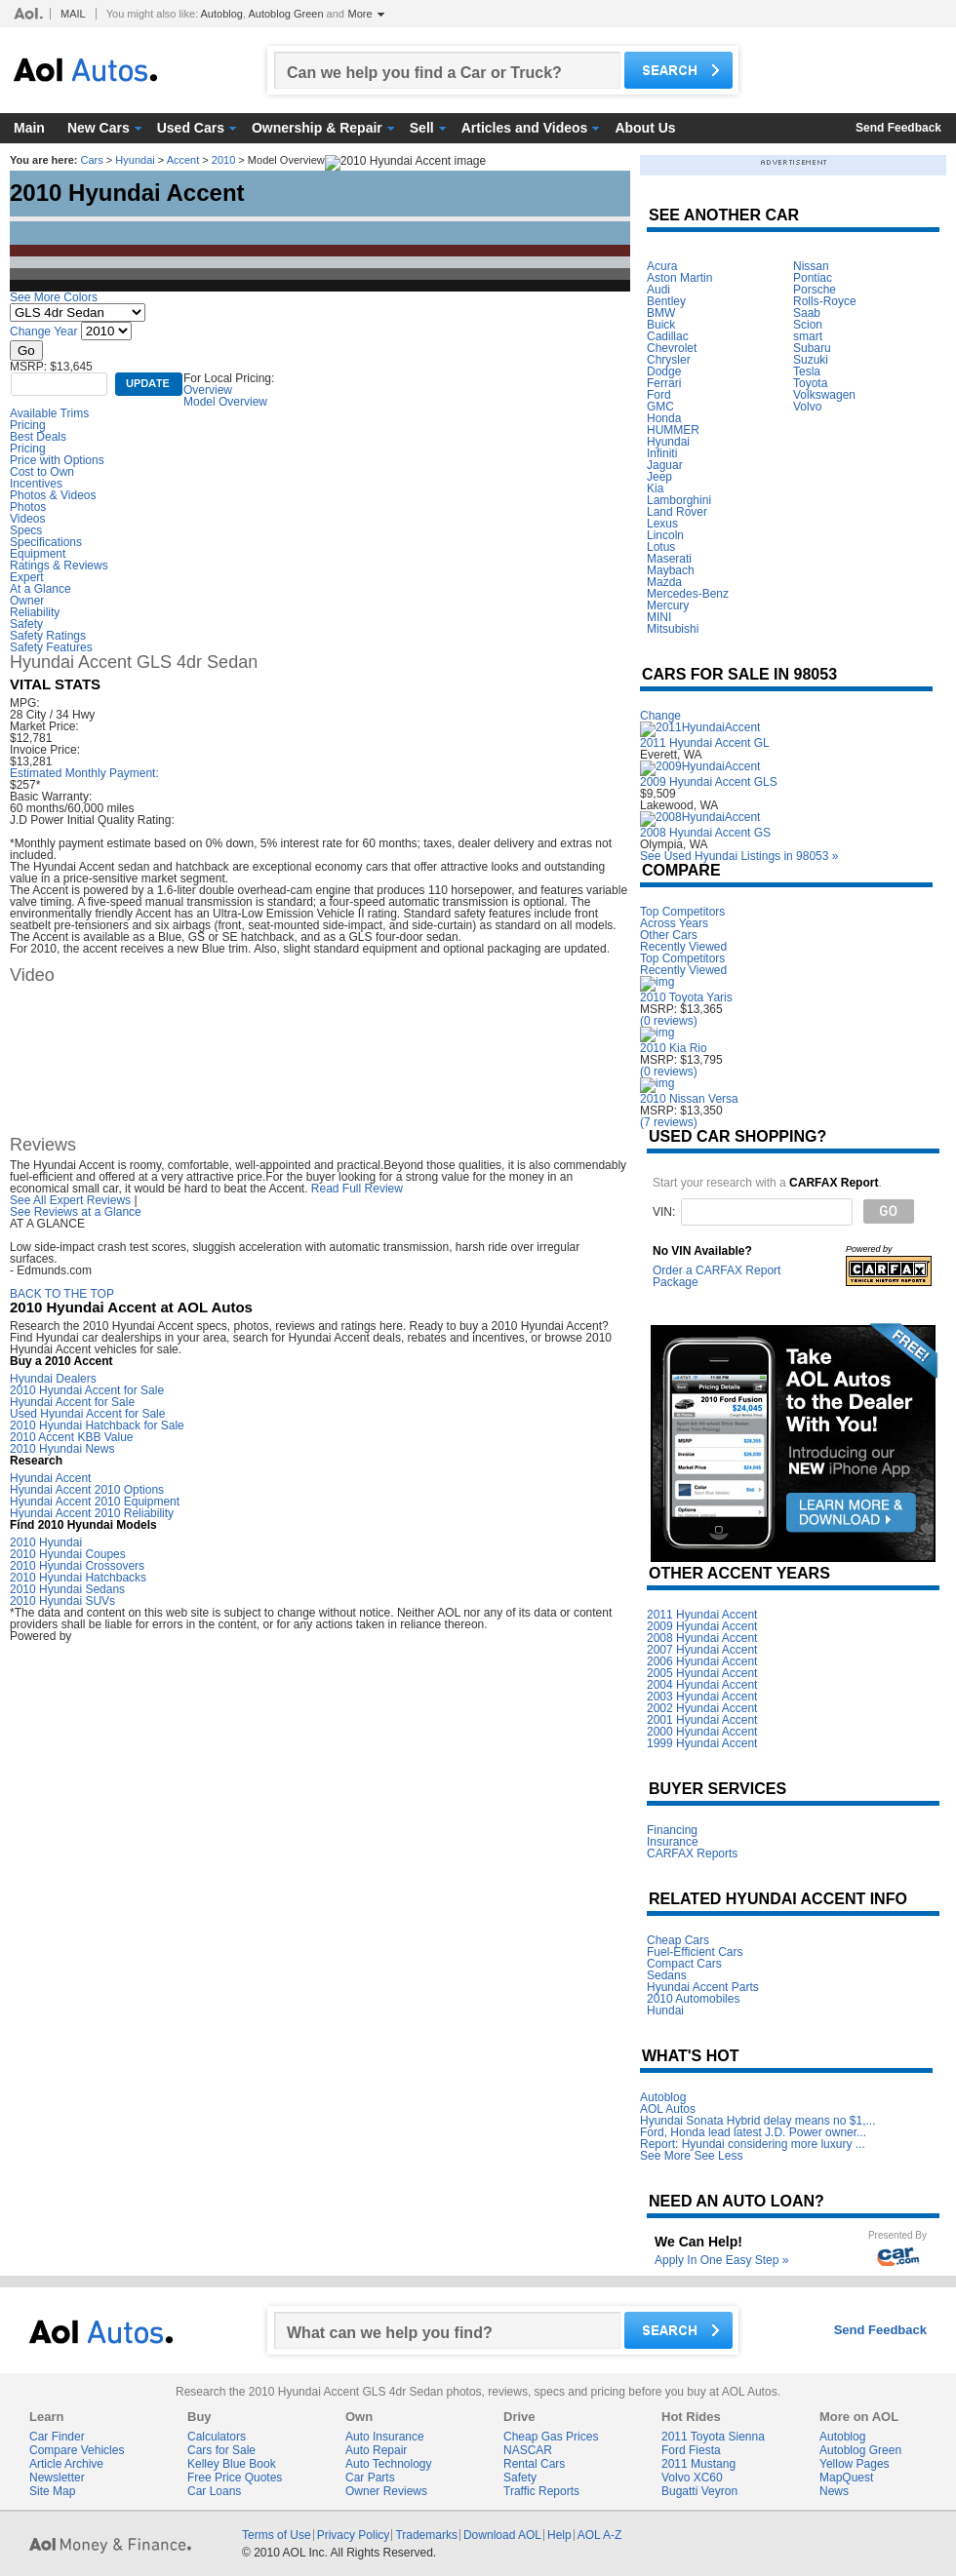 Aol. MAIL You might also like: Autoblog, Autoblog Green and More
Aol Autos.
Can we help you find a Car or Truck?
SEARCH
Main New Cars Used Cars Ownership & Repair Sell Articles and Videos About Us Send Feedback
You are here: Cars > Hyundai > Accent > 2010 > Model Overview 2010 Hyundai Accent image
2010 Hyundai Accent
See More Colors
GLS 4dr Sedan
Change Year 2010
Go
MSRP: $13,645
UPDATE
For Local Pricing:
Overview
Model Overview
Available Trims
Pricing
Best Deals
Pricing
Price with Options
Cost to Own
Incentives
Photos & Videos
Photos
Videos
Specs
Specifications
Equipment
Ratings & Reviews
Expert
At a Glance
Owner
Reliability
Safety
Safety Ratings
Safety Features
Hyundai Accent GLS 4dr Sedan
VITAL STATS
MPG:
28 City / 34 Hwy
Market Price:
$12,781
Invoice Price:
$13,281
Estimated Monthly Payment:
$257*
Basic Warranty:
60 months/60,000 miles
J.D Power Initial Quality Rating:
*Monthly payment estimate based on 0% down, 5% interest rate for 60 months; taxes, dealer delivery and extras not
included.
The Hyundai Accent sedan and hatchback are exceptional economy cars that offer attractive looks and outstanding
value in a price-sensitive market segment.
The Accent is powered by a 1.6-liter double overhead-cam engine that produces 110 horsepower, and features variable
valve timing. A five-speed manual transmission is standard; a four-speed automatic transmission is optional. The
environmentally friendly Accent has an Ultra-Low Emission Vehicle II rating. Standard safety features include front
seatbelt pre-tensioners and six airbags (front, seat-mounted side-impact, and side-curtain) as standard on all models.
The Accent is available as a Blue, GS or SE hatchback, and as a GLS four-door sedan.
For 2010, the accent receives a new Blue trim. Also, slight standard equipment and optional packaging are updated.
Video
Reviews
The Hyundai Accent is roomy, comfortable, well-appointed and practical.Beyond those qualities, it is also commendably
fuel-efficient and offered at a very attractive price.For the buyer looking for a strong value for the money in an
economical small car, it would be hard to beat the Accent. Read Full Review
See All Expert Reviews |
See Reviews at a Glance
AT A GLANCE
Low side-impact crash test scores, sluggish acceleration with automatic transmission, harsh ride over irregular
surfaces.
- Edmunds.com
BACK TO THE TOP
2010 Hyundai Accent at AOL Autos
Research the 2010 Hyundai Accent specs, photos, reviews and ratings here. Ready to buy a 2010 Hyundai Accent?
Find Hyundai car dealerships in your area, search for Hyundai Accent deals, rebates and incentives, or browse 2010
Hyundai Accent vehicles for sale.
Buy a 2010 Accent
Hyundai Dealers
2010 Hyundai Accent for Sale
Hyundai Accent for Sale
Used Hyundai Accent for Sale
2010 Hyundai Hatchback for Sale
2010 Accent KBB Value
2010 Hyundai News
Research
Hyundai Accent
Hyundai Accent 2010 Options
Hyundai Accent 2010 Equipment
Hyundai Accent 2010 Reliability
Find 2010 Hyundai Models
2010 Hyundai
2010 Hyundai Coupes
2010 Hyundai Crossovers
2010 Hyundai Hatchbacks
2010 Hyundai Sedans
2010 Hyundai SUVs
*The data and content on this web site is subject to change without notice. Neither AOL nor any of its data or content
providers shall be liable for errors in the content, or for any actions taken in reliance thereon.
Powered by
ADVERTISEMENT
SEE ANOTHER CAR
Acura
Aston Martin
Audi
Bentley
BMW
Buick
Cadillac
Chevrolet
Chrysler
Dodge
Ferrari
Ford
GMC
Honda
HUMMER
Hyundai
Infiniti
Jaguar
Jeep
Kia
Lamborghini
Land Rover
Lexus
Lincoln
Lotus
Maserati
Maybach
Mazda
Mercedes-Benz
Mercury
MINI
Mitsubishi
Nissan
Pontiac
Porsche
Rolls-Royce
Saab
Scion
smart
Subaru
Suzuki
Tesla
Toyota
Volkswagen
Volvo
CARS FOR SALE IN 98053
Change
2011HyundaiAccent
2011 Hyundai Accent GL
Everett, WA
2009HyundaiAccent
2009 Hyundai Accent GLS
$9,509
Lakewood, WA
2008HyundaiAccent
2008 Hyundai Accent GS
Olympia, WA
See Used Hyundai Listings in 98053 »
COMPARE
Top Competitors
Across Years
Other Cars
Recently Viewed
Top Competitors
Recently Viewed
img
2010 Toyota Yaris
MSRP: $13,365
(0 reviews)
img
2010 Kia Rio
MSRP: $13,795
(0 reviews)
img
2010 Nissan Versa
MSRP: $13,350
(7 reviews)
USED CAR SHOPPING?
Start your research with a CARFAX Report.
VIN: GO
No VIN Available?
Order a CARFAX Report
Package
Powered by
CARFAX
VEHICLE HISTORY REPORTS
FREE!
Take
AOL Autos
to the Dealer
With You!
Introducing our
NEW iPhone App
LEARN MORE &
DOWNLOAD
AT&T 11:00 PM
Pricing Details
2010 Ford Fusion
$24,045
MSRP
Invoice
Market Price $24,045
Color
Options
OTHER ACCENT YEARS
2011 Hyundai Accent
2009 Hyundai Accent
2008 Hyundai Accent
2007 Hyundai Accent
2006 Hyundai Accent
2005 Hyundai Accent
2004 Hyundai Accent
2003 Hyundai Accent
2002 Hyundai Accent
2001 Hyundai Accent
2000 Hyundai Accent
1999 Hyundai Accent
BUYER SERVICES
Financing
Insurance
CARFAX Reports
RELATED HYUNDAI ACCENT INFO
Cheap Cars
Fuel-Efficient Cars
Compact Cars
Sedans
Hyundai Accent Parts
2010 Automobiles
Hundai
WHAT'S HOT
Autoblog
AOL Autos
Hyundai Sonata Hybrid delay means no $1,...
Ford, Honda lead latest J.D. Power owner...
Report: Hyundai considering more luxury ...
See More See Less
NEED AN AUTO LOAN?
We Can Help!
Apply In One Easy Step »
Presented By
car.com
Aol Autos.
What can we help you find?
SEARCH
Send Feedback
Research the 2010 Hyundai Accent GLS 4dr Sedan photos, reviews, specs and pricing before you buy at AOL Autos.
Learn Buy Own Drive Hot Rides More on AOL
Car Finder Calculators Auto Insurance Cheap Gas Prices 2011 Toyota Sienna Autoblog
Compare Vehicles Cars for Sale Auto Repair NASCAR Ford Fiesta Autoblog Green
Article Archive Kelley Blue Book Auto Technology Rental Cars 2011 Mustang Yellow Pages
Newsletter Free Price Quotes Car Parts Safety Volvo XC60 MapQuest
Site Map Car Loans Owner Reviews Traffic Reports Bugatti Veyron News
Aol Money & Finance.
Terms of Use| Privacy Policy| Trademarks| Download AOL| Help| AOL A-Z
© 2010 AOL Inc. All Rights Reserved.